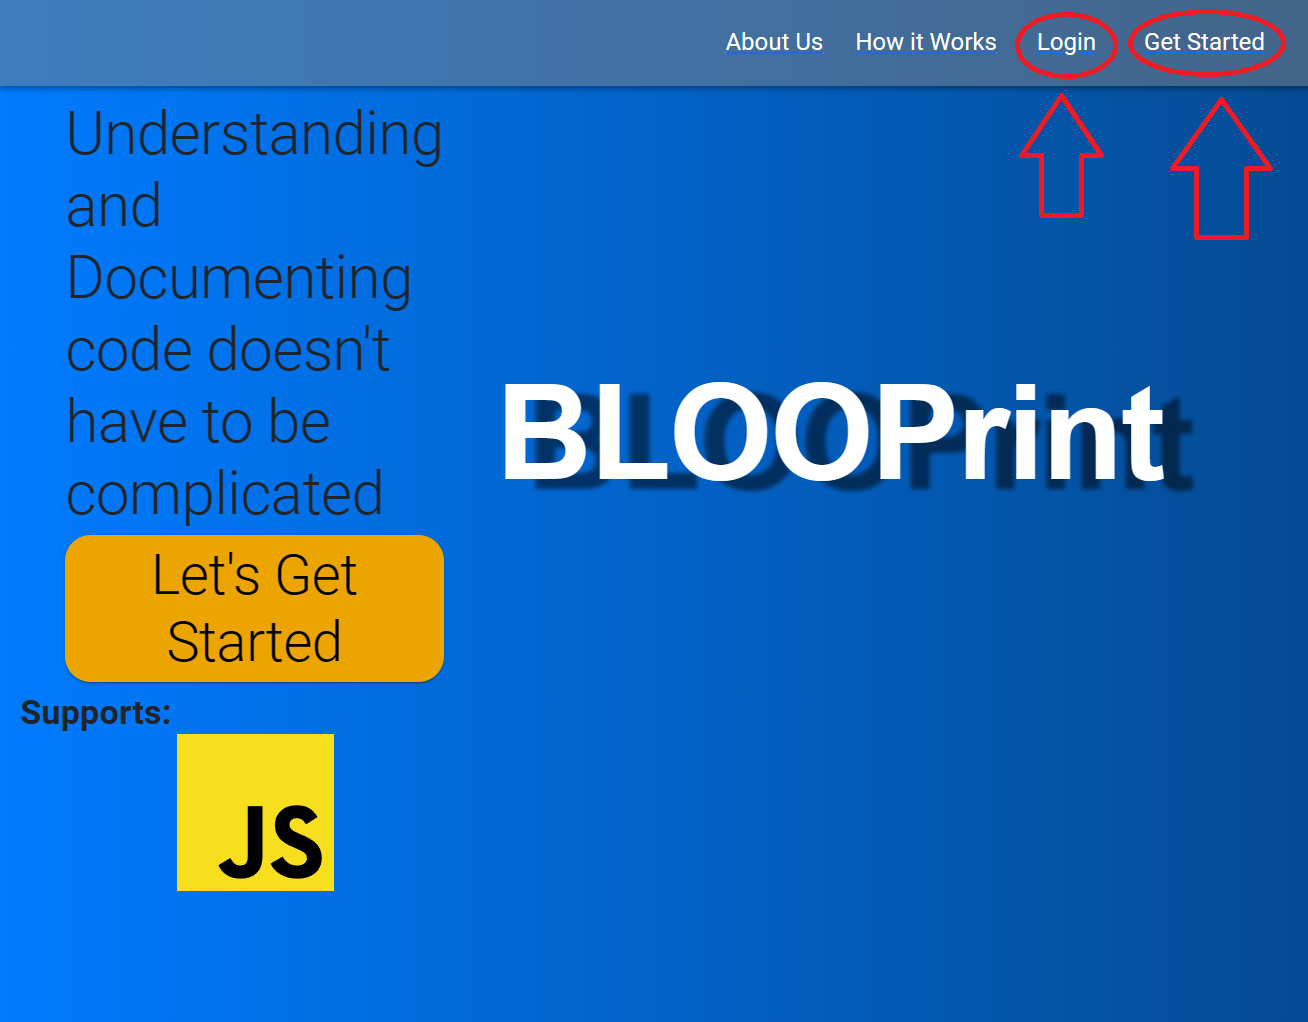 About Us How it Works Login Get Started
Understanding
and
Documenting
code doesn't
have to be
complicated
BLOOPrint
Let's Get
Started
Supports:
JS